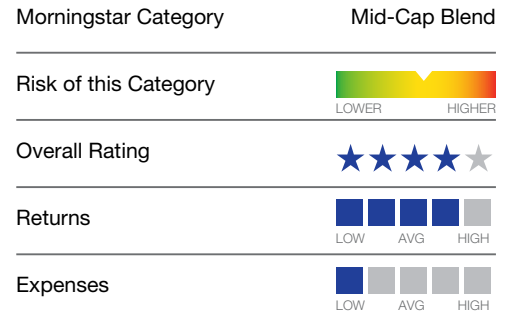 Morningstar Category Mid-Cap Blend
Risk of this Category
LOWER HIGHER
Overall Rating
Returns
LOW AVG HIGH
Expenses
LOW AVG HIGH